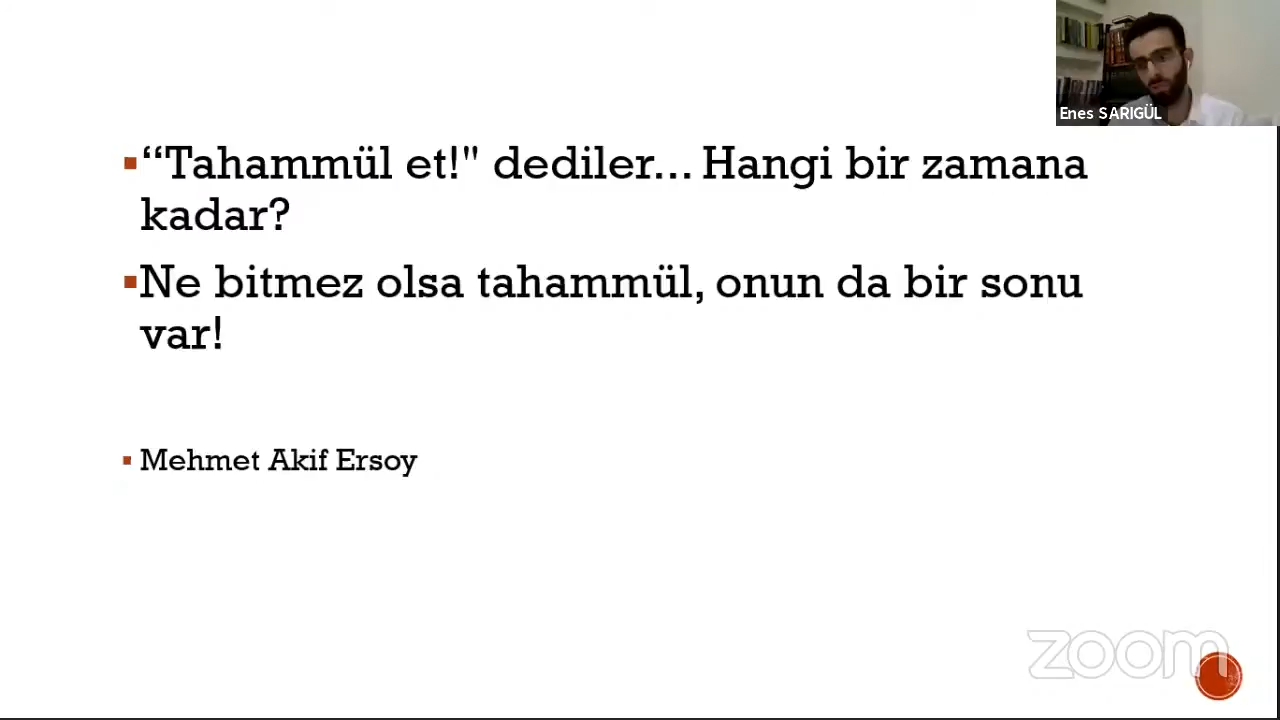 Enes SARIGÜL
▪“Tahammül et!" dediler... Hangi bir zamana
kadar?
▪Ne bitmez olsa tahammül, onun da bir sonu
var!
▪ Mehmet Akif Ersoy
zoom